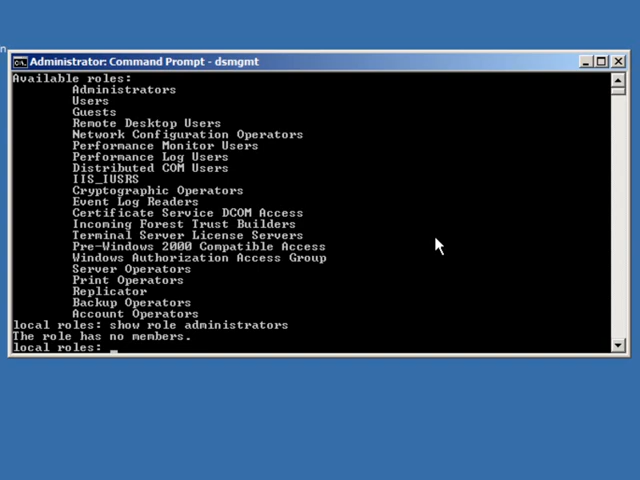 n
Administrator: Command Prompt - dsmgmt
Available roles:
Administrators
Users
Guests
Remote Desktop Users
Network Configuration Operators
Performance Monitor Users
Performance Log Users
Distributed COM Users
IIS_IUSRS
Cryptographic Operators
Event Log Readers
Certificate Service DCOM Access
Incoming Forest Trust Builders
Terminal Server License Servers
Pre-Windows 2000 Compatible Access
Windows Authorization Access Group
Server Operators
Print Operators
Replicator
Backup Operators
Account Operators
local roles: show role administrators
The role has no members.
local roles: _